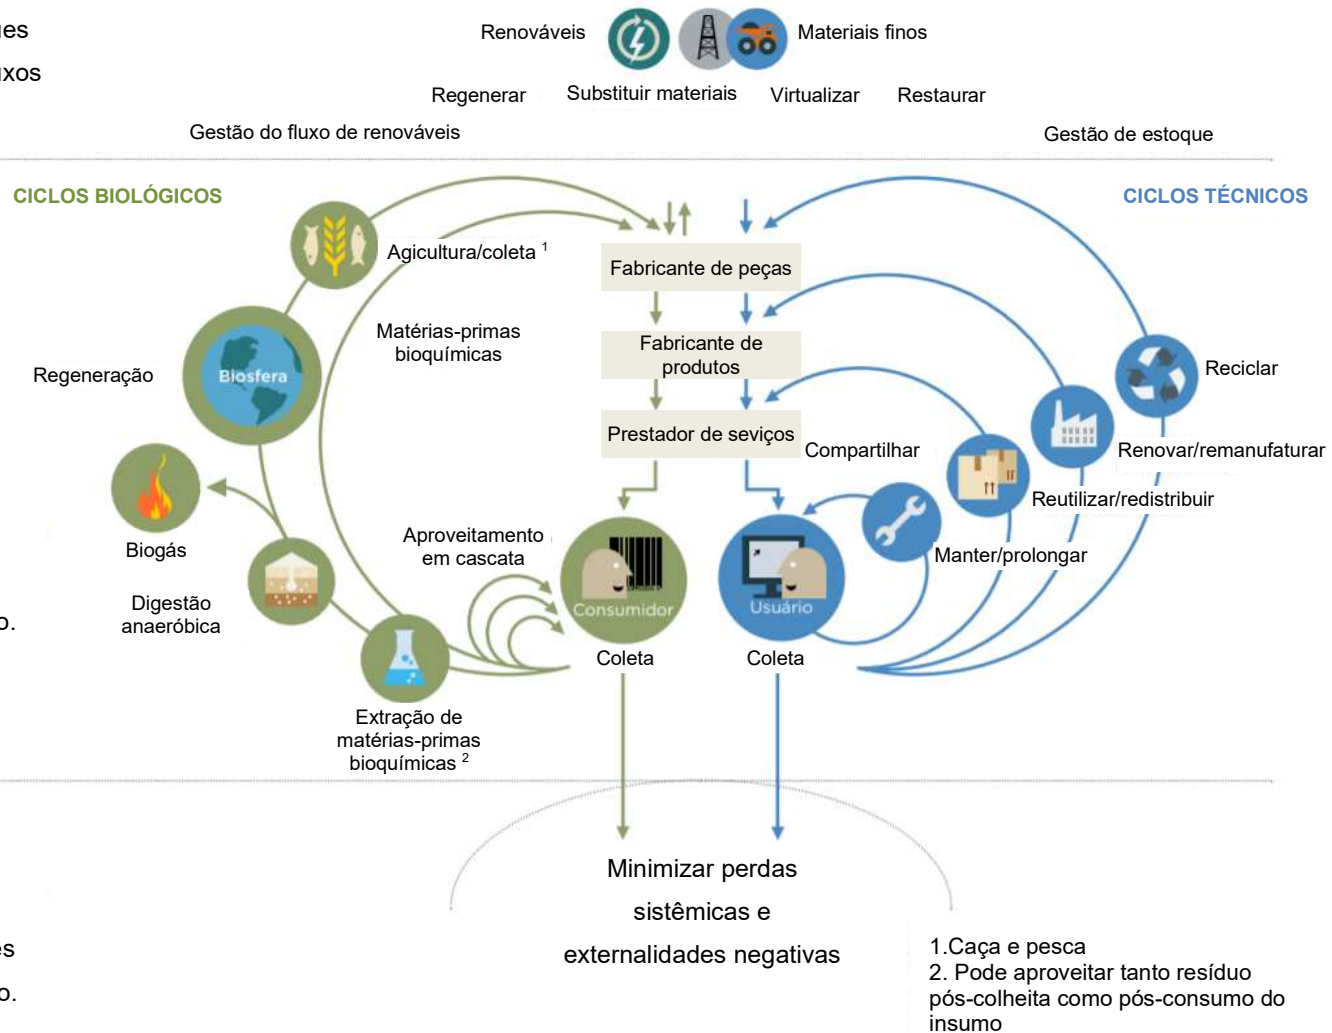 Renováveis
Materiais finos
Regenerar
Substituir materiais
Virtualizar
Restaurar
Gestão do fluxo de renováveis
Gestão de estoque
CICLOS BIOLÓGICOS
CICLOS TÉCNICOS
Agicultura/coleta 1
Fabricante de peças
Matérias-primas
bioquímicas
Fabricante de
produtos
Regeneração
Biosfera
Reciclar
Prestador de seviços
Compartilhar
Renovar/remanufaturar
Reutilizar/redistribuir
Aproveitamento
em cascata
Manter/prolongar
Biogás
Digestão
anaeróbica
Consumidor
Usuário
Coleta
Coleta
Extração de
matérias-primas
bioquímicas 2
Minimizar perdas
sistêmicas e
externalidades negativas
1.Caça e pesca
2. Pode aproveitar tanto resíduo
pós-colheita como pós-consumo do
insumo